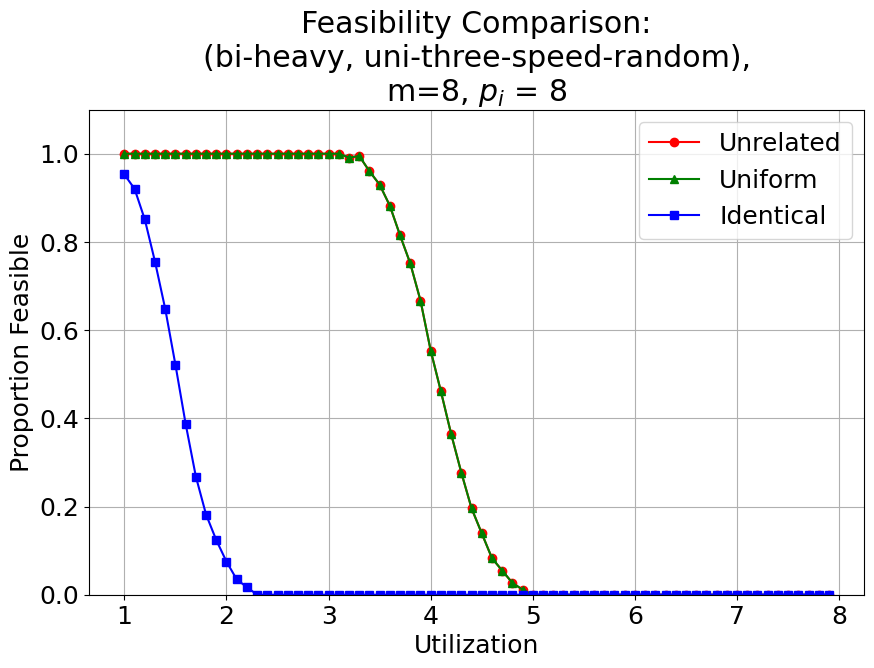 Feasibility Comparison:
(bi-heavy, uni-three-speed-random),
m=8, $p_i$ = 8
Unrelated
Uniform
Identical
Proportion Feasible
1.0
0.8
0.6
0.4
0.2
0.0
1 2 3 4 5 6 7 8
Utilization